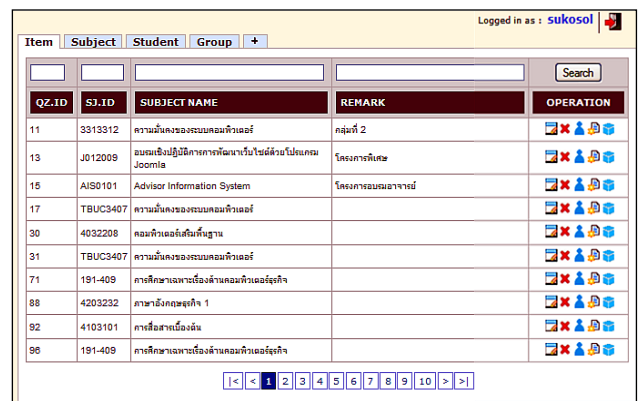 Logged in as : sukosol
Item Subject Student Group +
Search
QZ.ID SJ.ID SUBJECT NAME REMARK OPERATION
11 3313312 ความมั่นคงของระบบคอมพิวเตอร์ กลุ่มที่ 2
13 J012009 อบรมเชิงปฏิบัติการการพัฒนาเว็บไซต์ด้วยโปรแกรม Joomla โครงการพิเศษ
15 AIS0101 Advisor Information System โครงการอบรมอาจารย์
17 TBUC3407 ความมั่นคงของระบบคอมพิวเตอร์
30 4032208 คอมพิวเตอร์เสริมพื้นฐาน
31 TBUC3407 ความมั่นคงของระบบคอมพิวเตอร์
71 191-409 การศึกษาเฉพาะเรื่องด้านคอมพิวเตอร์ธุรกิจ
88 4203232 ภาษาอังกฤษธุรกิจ 1
92 4103101 การสื่อสารเบื้องต้น
96 191-409 การศึกษาเฉพาะเรื่องด้านคอมพิวเตอร์ธุรกิจ
|< < 1 2 3 4 5 6 7 8 9 10 > >|